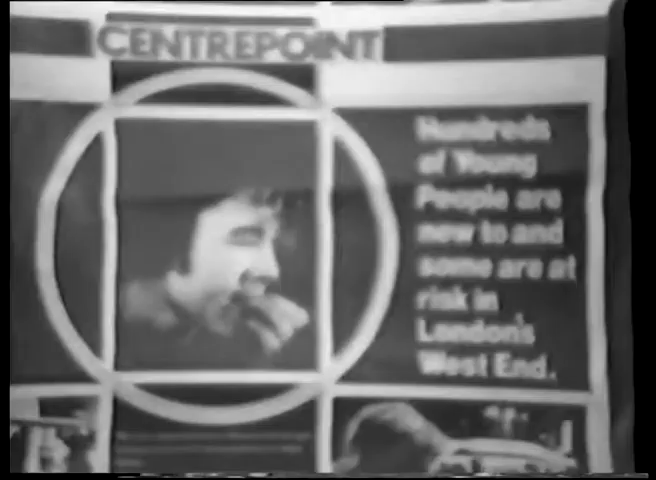 CENTREPOINT
Hundreds
of Young
People are
new to and
some are at
risk in
London's
West End.